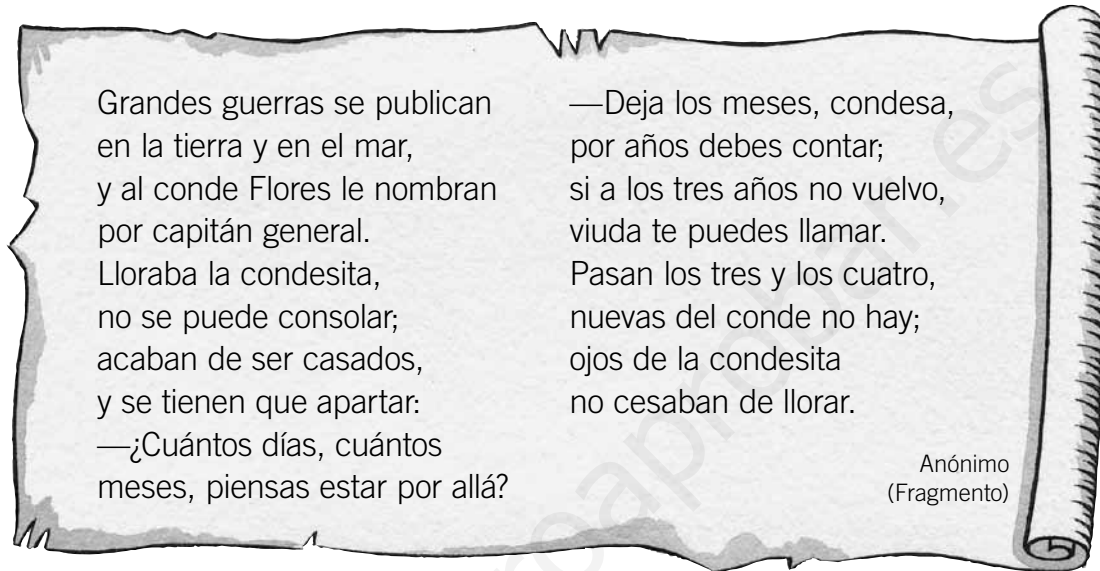 Grandes guerras se publican
en la tierra y en el mar,
y al conde Flores le nombran
por capitán general.
Lloraba la condesita,
no se puede consolar;
acaban de ser casados,
y se tienen que apartar:
—¿Cuántos días, cuántos
meses, piensas estar por allá?
—Deja los meses, condesa,
por años debes contar;
si a los tres años no vuelvo,
viuda te puedes llamar.
Pasan los tres y los cuatro,
nuevas del conde no hay;
ojos de la condesita
no cesaban de llorar.
Anónimo
(Fragmento)